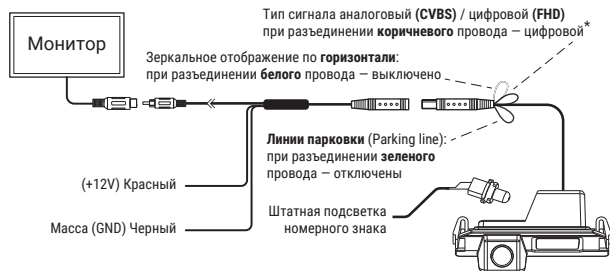 Тип сигнала аналоговый (CVBS) / цифровой (FHD)
при разъединении коричневого провода — цифровой*
Монитор
Зеркальное отображение по горизонтали:
при разъединении белого провода — выключено
Линии парковки (Parking line):
при разъединении зеленого
провода — отключены
(+12V) Красный
Масса (GND) Черный
Штатная подсветка
номерного знака